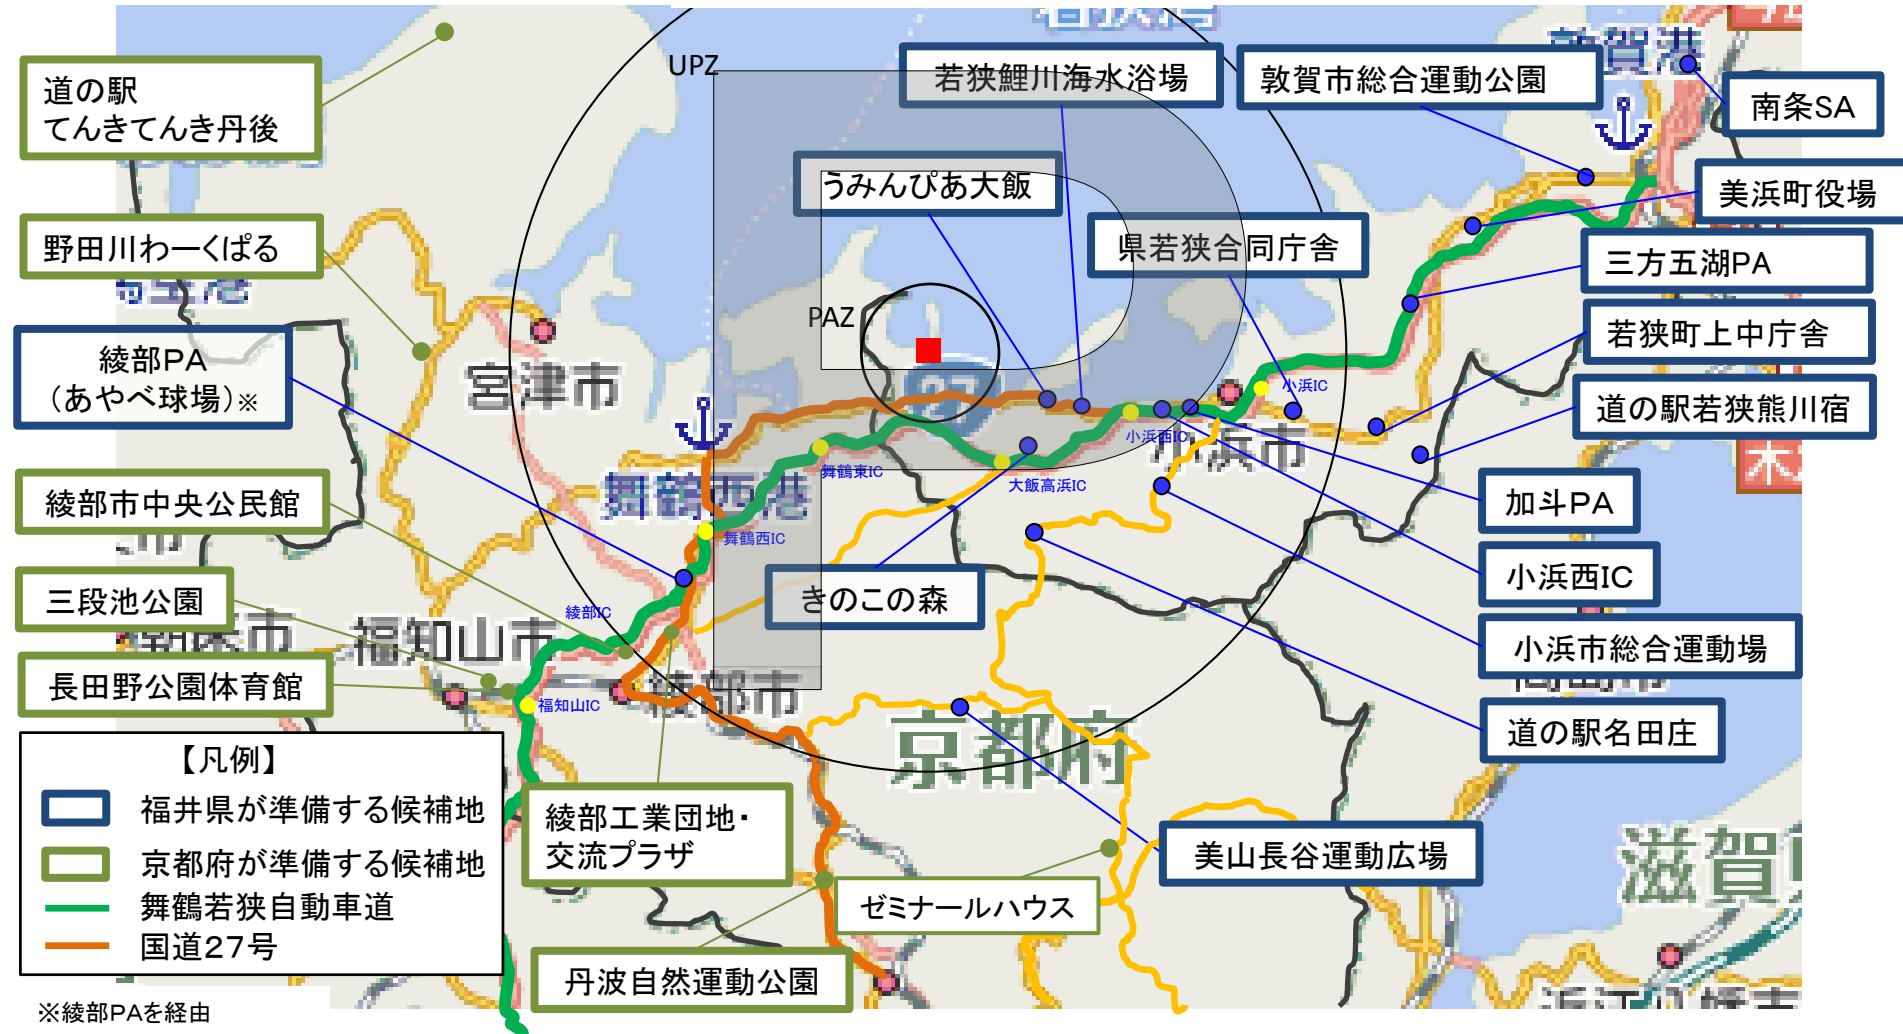 UPZ
若狭鯉川海水浴場
敦賀市総合運動公園
南条SA
道の駅
てんきてんき丹後
うみんぴあ大飯
美浜町役場
野田川わーくぱる
県若狭合同庁舎
三方五湖PA
PAZ
若狭町上中庁舎
綾部PA
（あやべ球場）※
宮津市
27
小浜IC
道の駅若狭熊川宿
小浜西IC
小浜市
舞鶴東IC
大飯高浜IC
舞鶴西港
綾部市中央公民館
加斗PA
舞鶴西IC
小浜西IC
三段池公園
きのこの森
綾部IC
福知山市
小浜市総合運動場
長田野公園体育館
綾部市
福知山IC
道の駅名田庄
京都府
【凡例】
福井県が準備する候補地
京都府が準備する候補地
舞鶴若狭自動車道
国道27号
綾部工業団地・
交流プラザ
美山長谷運動広場
滋賀
ゼミナールハウス
丹波自然運動公園
※綾部PAを経由